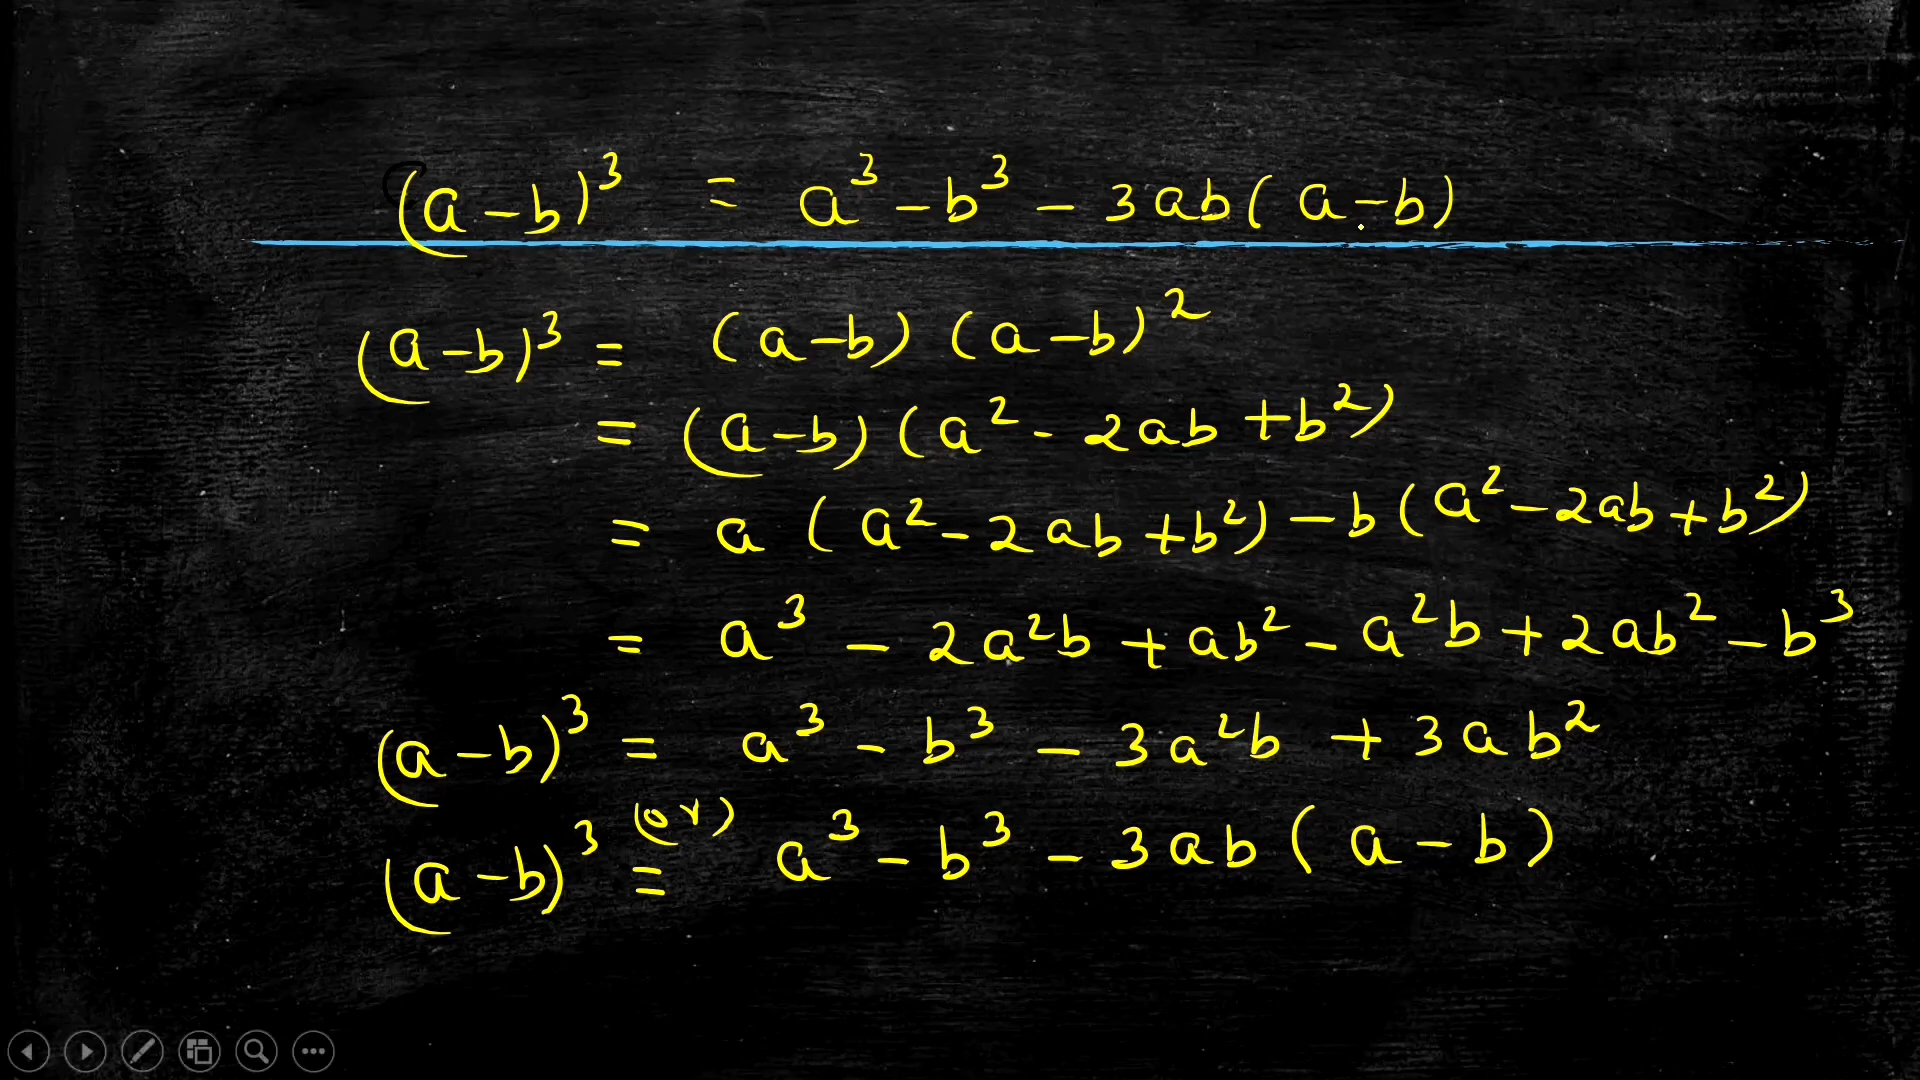 (a-b)³ = a³-b³-3ab(a-b)
(a-b)³ = (a-b)(a-b)²
= (a-b)(a²-2ab+b²)
= a(a²-2ab+b²)-b(a²-2ab+b²)
= a³-2a²b+ab²-a²b+2ab²-b³
(a-b)³ = a³-b³-3a²b+3ab²
(or)
(a-b)³ = a³-b³-3ab(a-b)